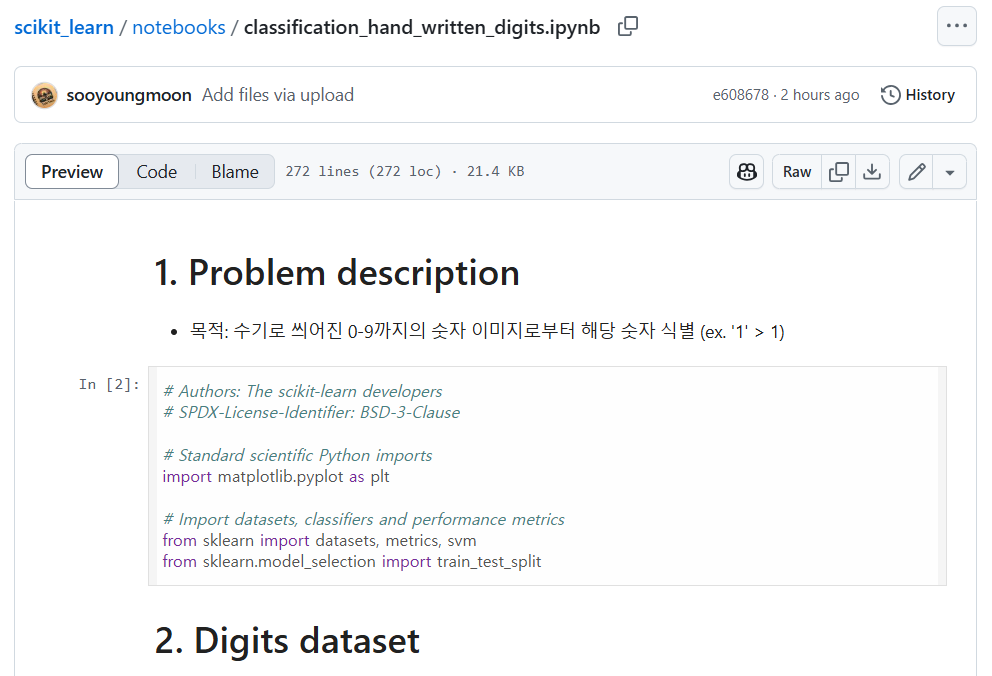 scikit_learn / notebooks / classification_hand_written_digits.ipynb
sooyoungmoon Add files via upload e608678 · 2 hours ago History
Preview Code Blame 272 lines (272 loc) · 21.4 KB Raw
1. Problem description
• 목적: 수기로 씌어진 0-9까지의 숫자 이미지로부터 해당 숫자 식별 (ex. '1' > 1)
In [2]:
# Authors: The scikit-learn developers
# SPDX-License-Identifier: BSD-3-Clause
# Standard scientific Python imports
import matplotlib.pyplot as plt
# Import datasets, classifiers and performance metrics
from sklearn import datasets, metrics, svm
from sklearn.model_selection import train_test_split
2. Digits dataset